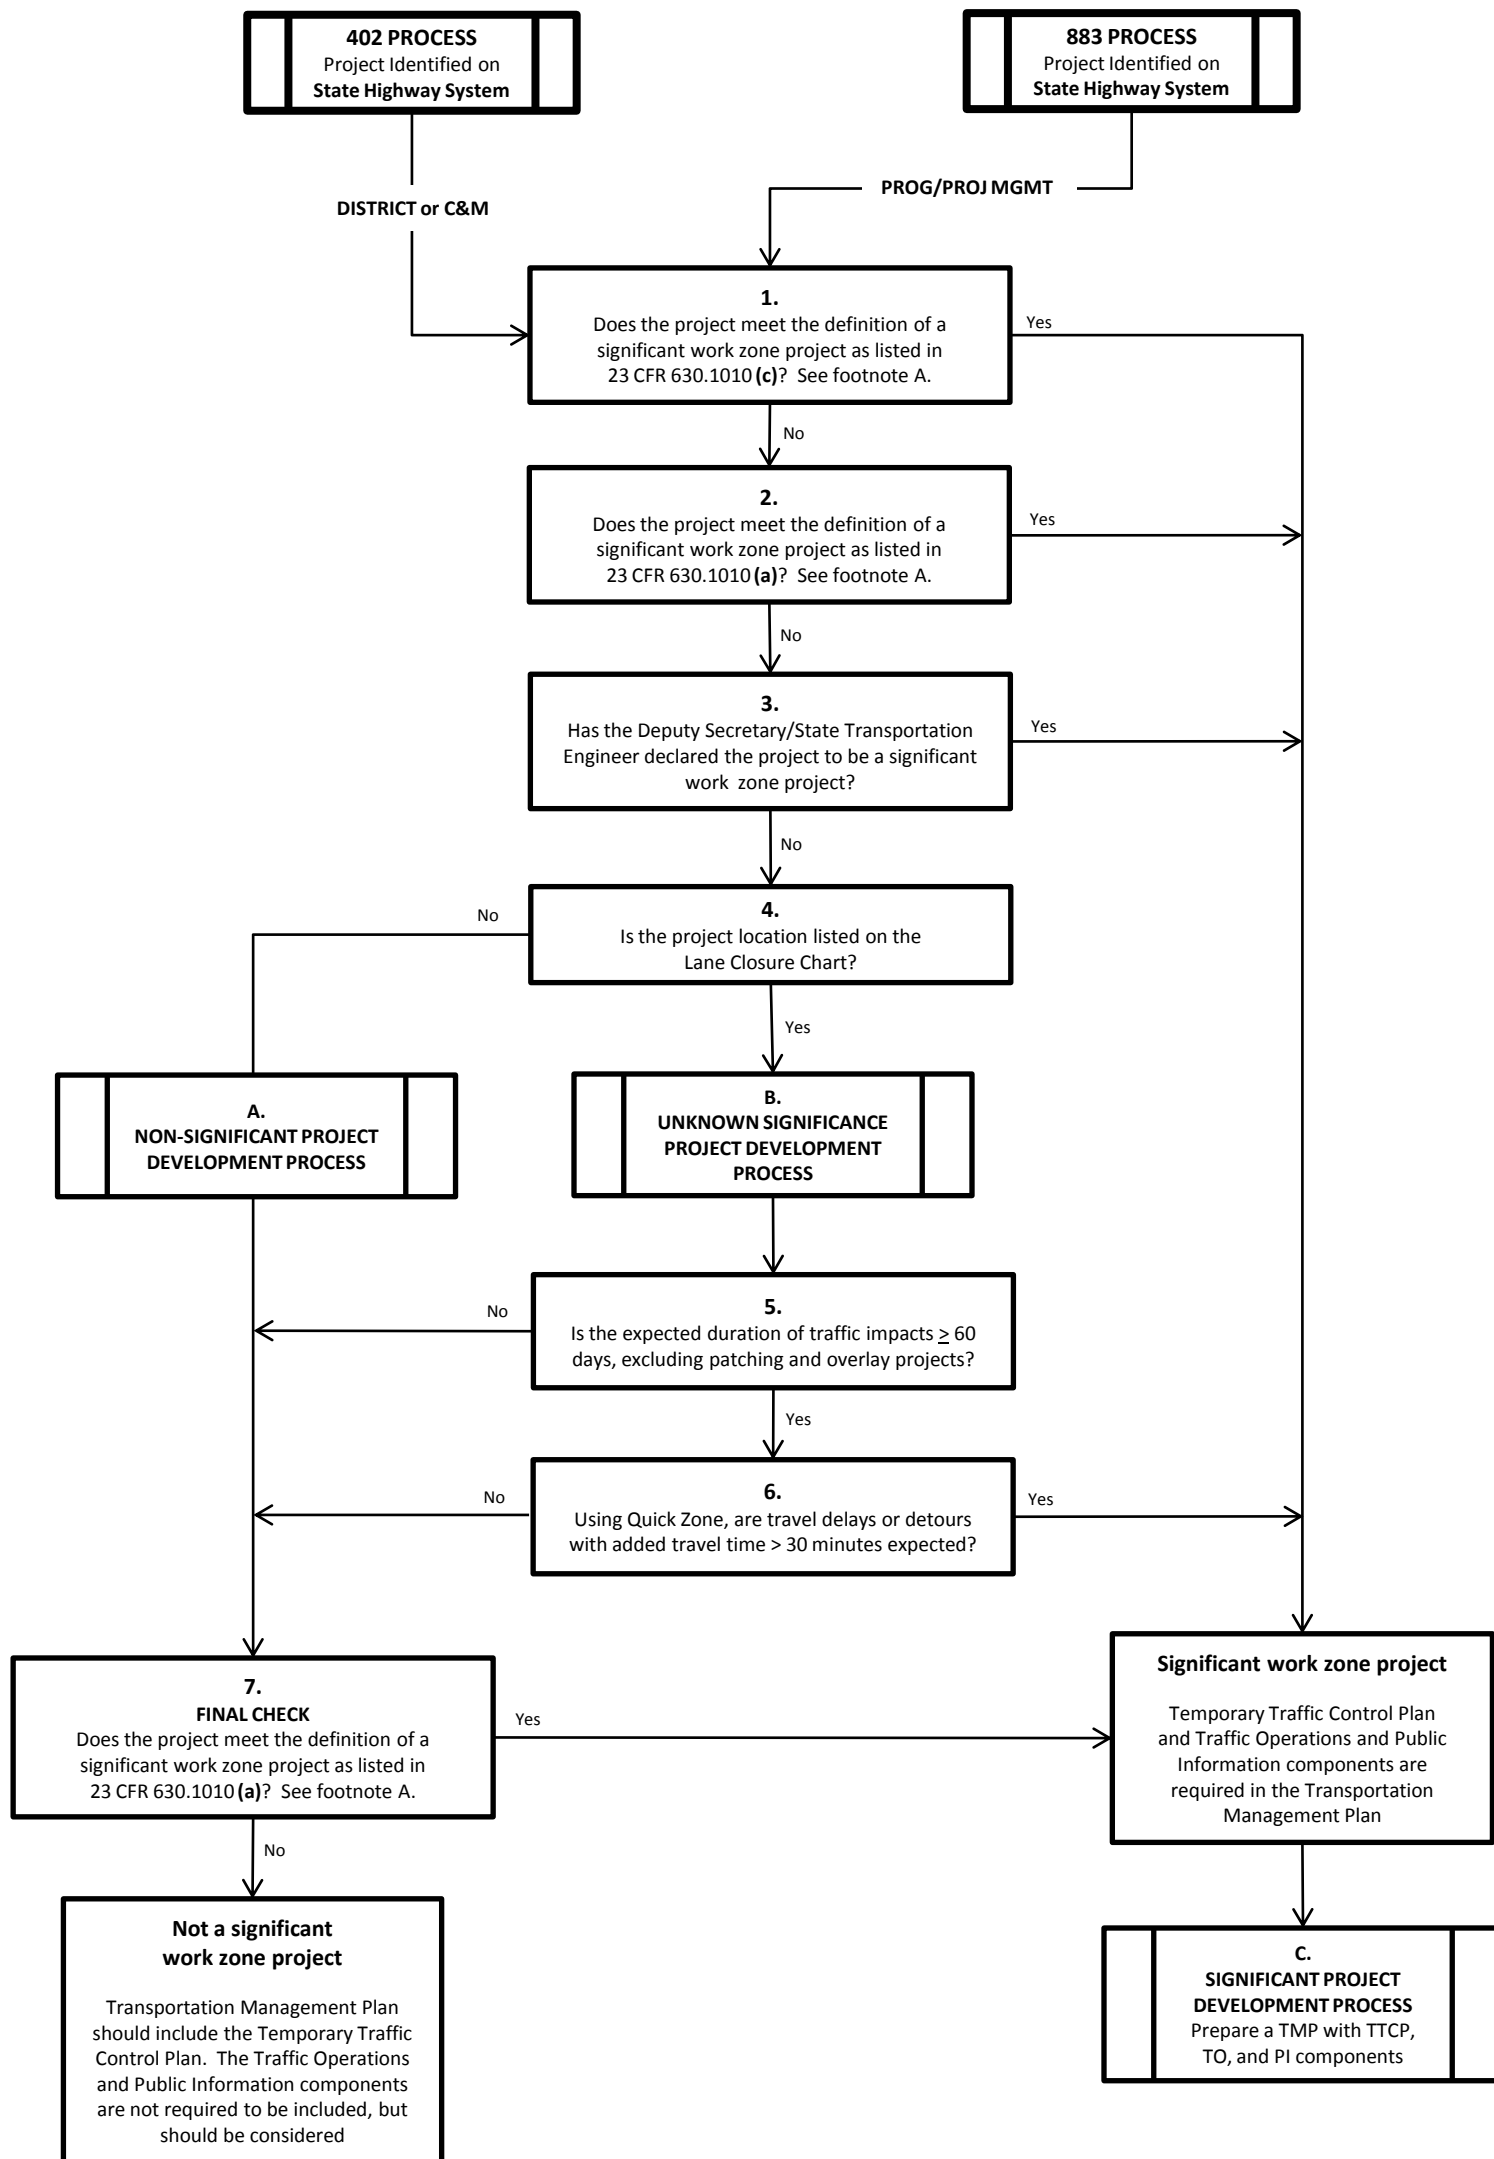 402 PROCESS
Project Identified on
State Highway System
883 PROCESS
Project Identified on
State Highway System
PROG/PROJ MGMT
DISTRICT or C&M
1.
Does the project meet the definition of a
significant work zone project as listed in
23 CFR 630.1010 (c)? See footnote A.
Yes
No
2.
Does the project meet the definition of a
significant work zone project as listed in
23 CFR 630.1010 (a)? See footnote A.
Yes
No
3.
Has the Deputy Secretary/State Transportation
Engineer declared the project to be a significant
work zone project?
Yes
No
4.
Is the project location listed on the
Lane Closure Chart?
No
Yes
A.
NON-SIGNIFICANT PROJECT
DEVELOPMENT PROCESS
B.
UNKNOWN SIGNIFICANCE
PROJECT DEVELOPMENT
PROCESS
5.
Is the expected duration of traffic impacts > 60
days, excluding patching and overlay projects?
No
Yes
6.
Using Quick Zone, are travel delays or detours
with added travel time > 30 minutes expected?
No
Yes
7.
FINAL CHECK
Does the project meet the definition of a
significant work zone project as listed in
23 CFR 630.1010 (a)? See footnote A.
Yes
No
Significant work zone project
Temporary Traffic Control Plan
and Traffic Operations and Public
Information components are
required in the Transportation
Management Plan
Not a significant
work zone project
Transportation Management Plan
should include the Temporary Traffic
Control Plan. The Traffic Operations
and Public Information components
are not required to be included, but
should be considered
C.
SIGNIFICANT PROJECT
DEVELOPMENT PROCESS
Prepare a TMP with TTCP,
TO, and PI components